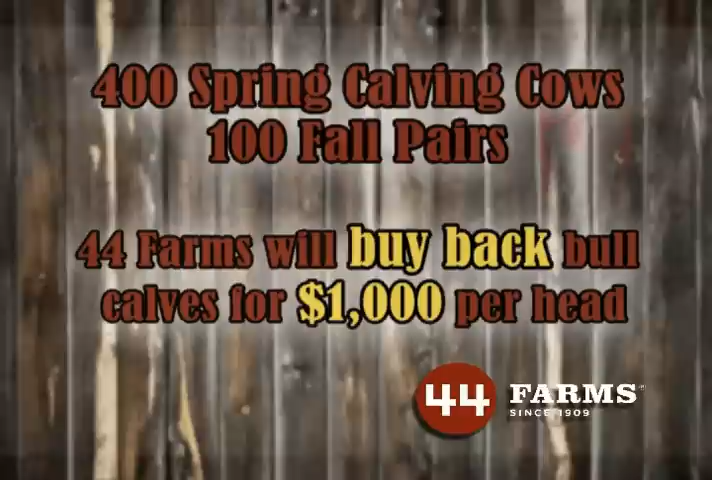 400 Spring Calving Cows
100 Fall Pairs
44 Farms will buy back bull
calves for $1,000 per head
44 FARMS
SINCE 1909